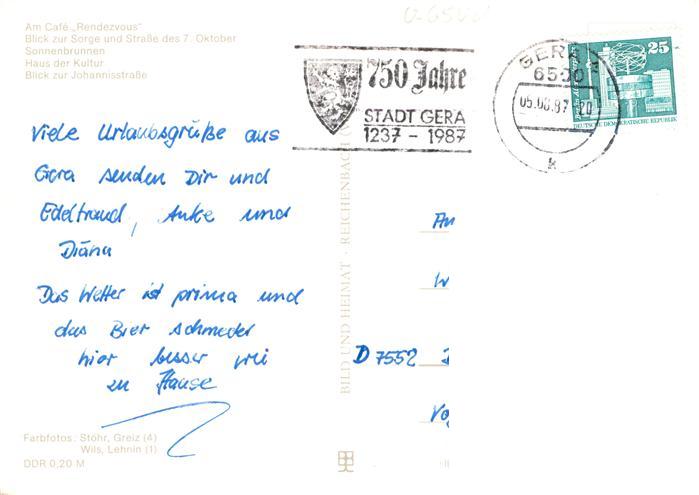 Am Café „Rendezvous"
Blick zur Sorge und Straße des 7. Oktober
Sonnenbrunnen
Haus der Kultur
Blick zur Johannisstraße
750 Jahre
STADT GERA
1237 – 1987
GERA
6500
05.08.87
k
25
DEUTSCHE DEMOKRATISCHE REPUBLIK
Viele Urlaubsgrüße aus
Gera senden Dir und
Edeltraud, Anke und
Diana
Das Wetter ist prima und
das Bier schmeckt
hier besser wie
zu Hause
BILD UND HEIMAT · REICHENBACH
An
W
D 7552
Vo
Farbfotos: Stöhr, Greiz (4)
Wils, Lehnin (1)
DDR 0,20 M